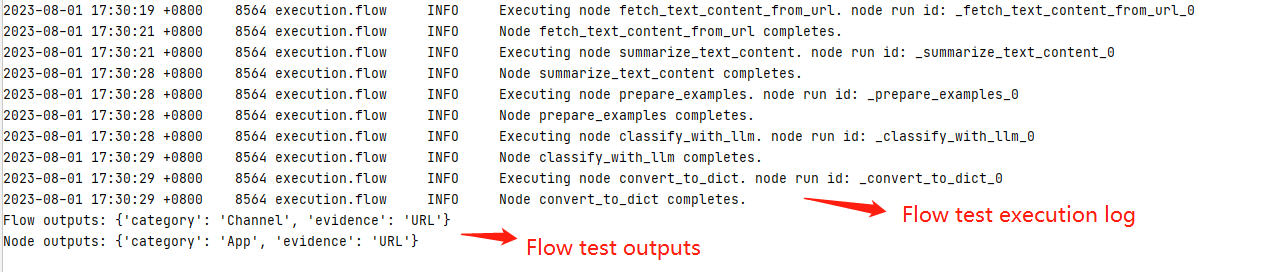 2023-08-01 17:30:19 +0800    8564 execution.flow     INFO     Executing node fetch_text_content_from_url. node run id: _fetch_text_content_from_url_0
2023-08-01 17:30:21 +0800    8564 execution.flow     INFO     Node fetch_text_content_from_url completes.
2023-08-01 17:30:21 +0800    8564 execution.flow     INFO     Executing node summarize_text_content. node run id: _summarize_text_content_0
2023-08-01 17:30:28 +0800    8564 execution.flow     INFO     Node summarize_text_content completes.
2023-08-01 17:30:28 +0800    8564 execution.flow     INFO     Executing node prepare_examples. node run id: _prepare_examples_0
2023-08-01 17:30:28 +0800    8564 execution.flow     INFO     Node prepare_examples completes.
2023-08-01 17:30:28 +0800    8564 execution.flow     INFO     Executing node classify_with_llm. node run id: _classify_with_llm_0
2023-08-01 17:30:29 +0800    8564 execution.flow     INFO     Node classify_with_llm completes.
2023-08-01 17:30:29 +0800    8564 execution.flow     INFO     Executing node convert_to_dict. node run id: _convert_to_dict_0
2023-08-01 17:30:29 +0800    8564 execution.flow     INFO     Node convert_to_dict completes.
Flow test execution log
Flow outputs: {'category': 'Channel', 'evidence': 'URL'}
Node outputs: {'category': 'App', 'evidence': 'URL'}
Flow test outputs